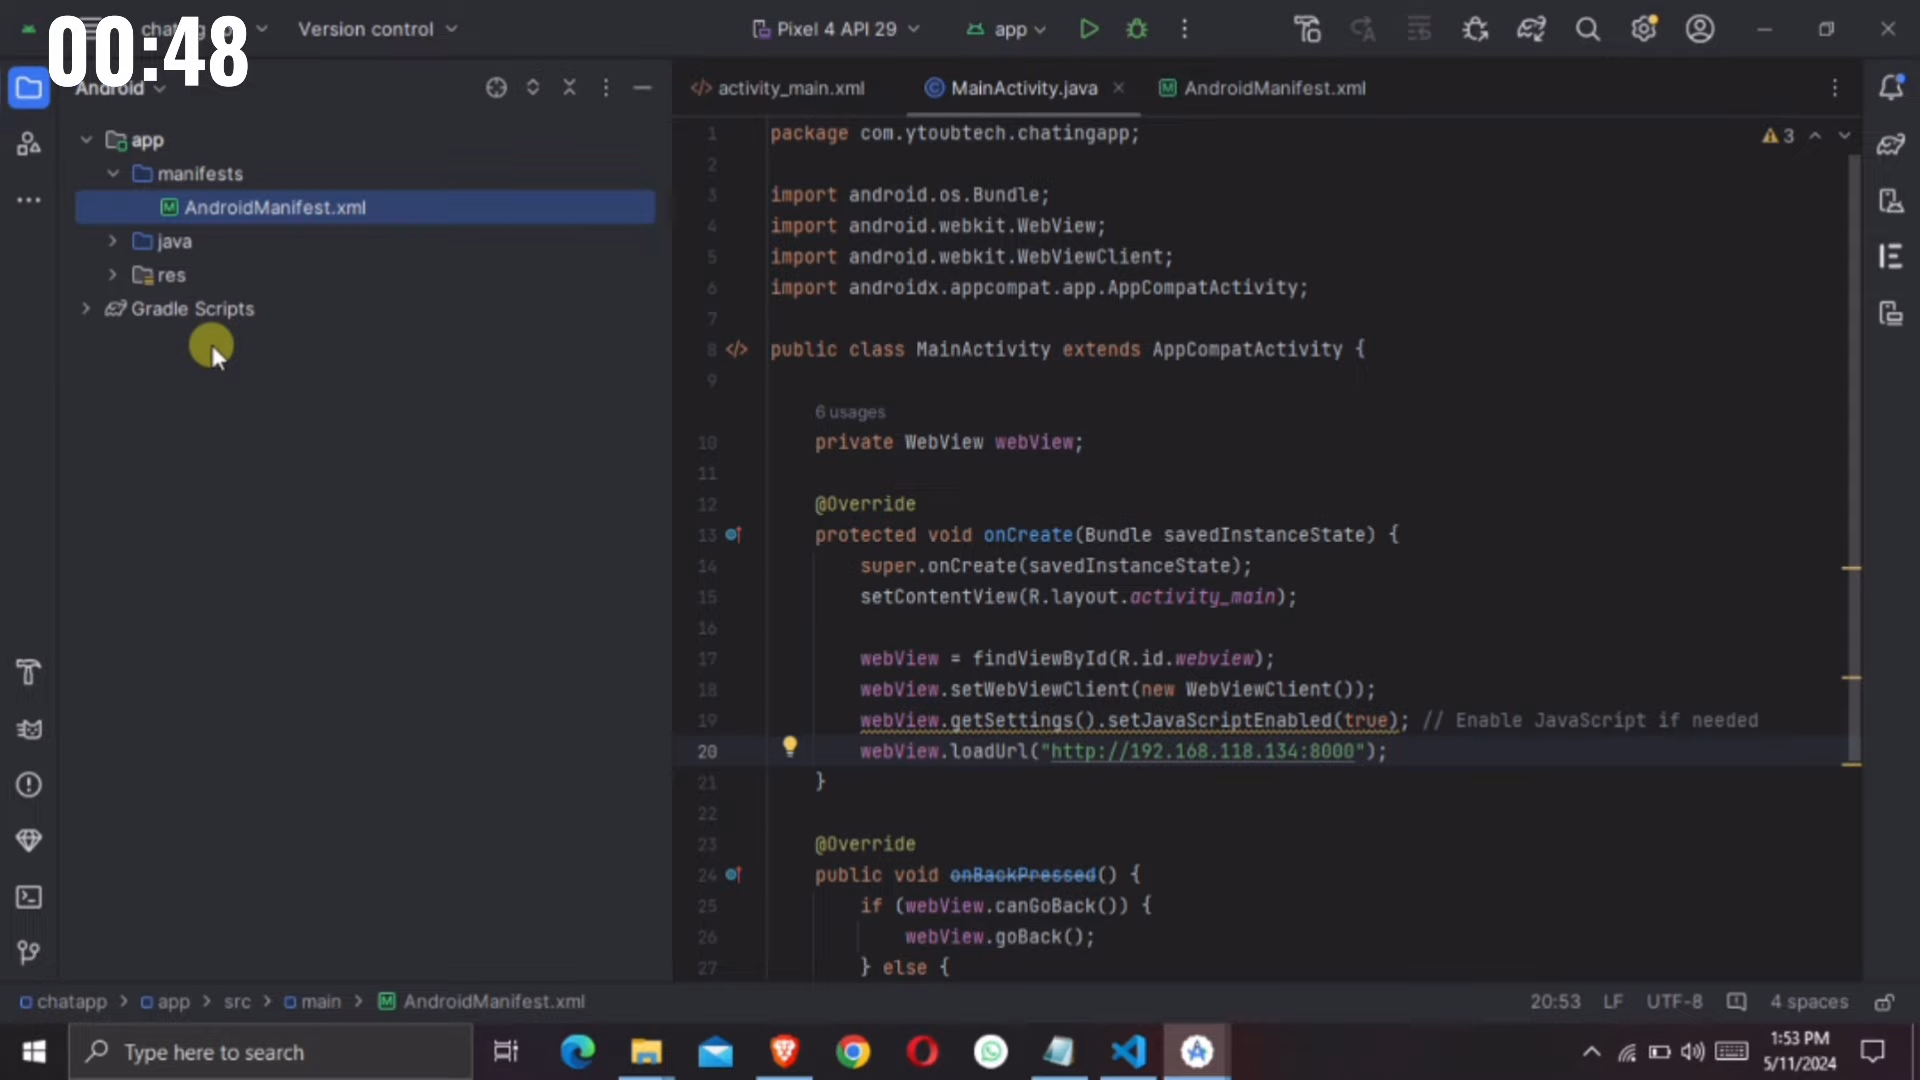 00:48
Version control
Pixel 4 API 29
app
Android
activity_main.xml
MainActivity.java
AndroidManifest.xml
app
manifests
AndroidManifest.xml
java
res
Gradle Scripts
3
1 package com.ytoubtech.chatingapp;
2
3 import android.os.Bundle;
4 import android.webkit.WebView;
5 import android.webkit.WebViewClient;
6 import androidx.appcompat.app.AppCompatActivity;
7
8 public class MainActivity extends AppCompatActivity {
9
6 usages
10 private WebView webView;
11
12 @Override
13 protected void onCreate(Bundle savedInstanceState) {
14 super.onCreate(savedInstanceState);
15 setContentView(R.layout.activity_main);
16
17 webView = findViewById(R.id.webview);
18 webView.setWebViewClient(new WebViewClient());
19 webView.getSettings().setJavaScriptEnabled(true); // Enable JavaScript if needed
20 webView.loadUrl("http://192.168.118.134:8000");
21 }
22
23 @Override
24 public void onBackPressed() {
25 if (webView.canGoBack()) {
26 webView.goBack();
27 } else {
chatapp > app > src > main > AndroidManifest.xml
20:53 LF UTF-8 4 spaces
Type here to search
1:53 PM
5/11/2024